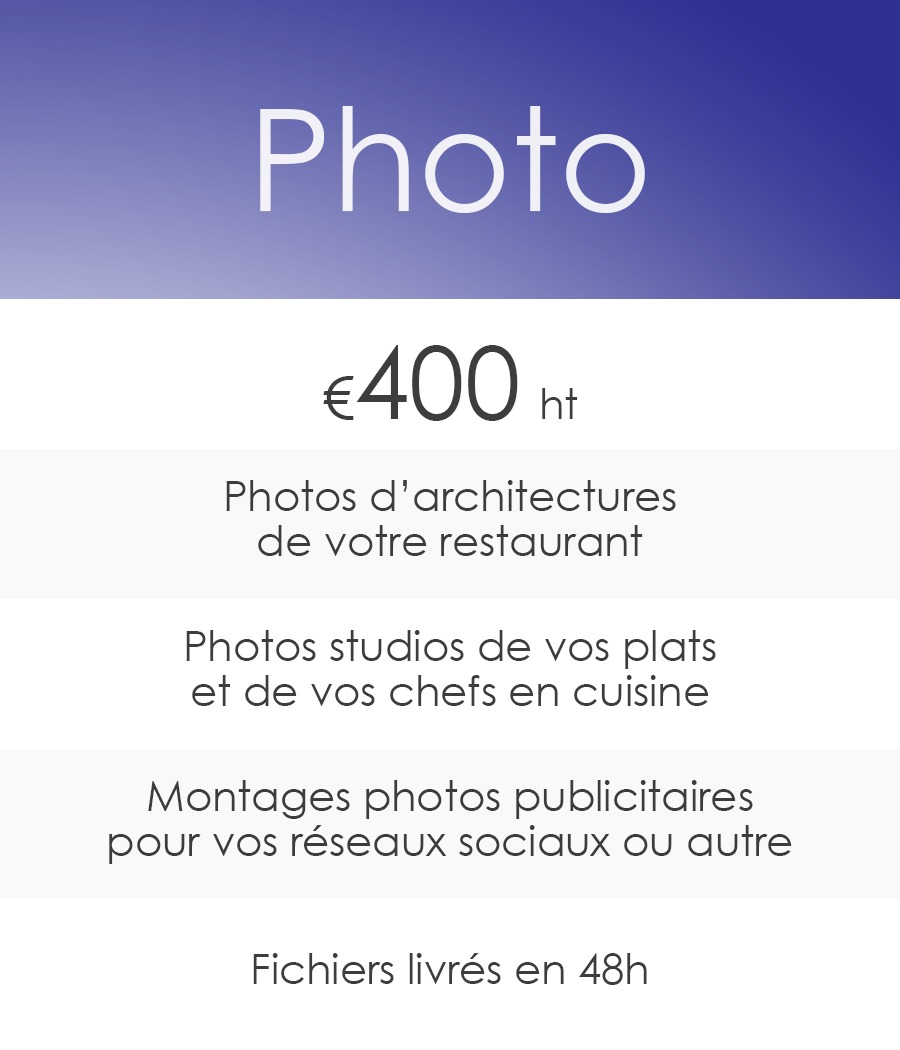 Photo
€400 ht
Photos d’architectures
de votre restaurant
Photos studios de vos plats
et de vos chefs en cuisine
Montages photos publicitaires
pour vos réseaux sociaux ou autre
Fichiers livrés en 48h